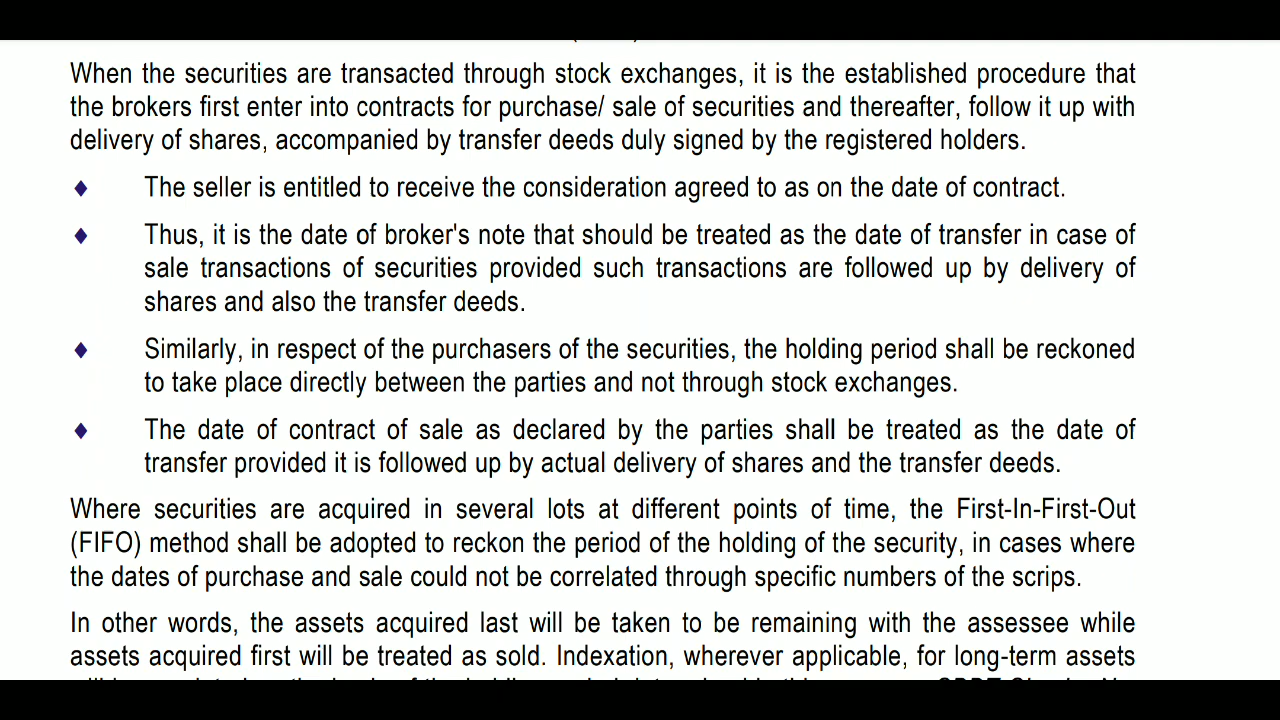 When the securities are transacted through stock exchanges, it is the established procedure that
the brokers first enter into contracts for purchase/ sale of securities and thereafter, follow it up with
delivery of shares, accompanied by transfer deeds duly signed by the registered holders.
♦ The seller is entitled to receive the consideration agreed to as on the date of contract.
♦ Thus, it is the date of broker's note that should be treated as the date of transfer in case of
sale transactions of securities provided such transactions are followed up by delivery of
shares and also the transfer deeds.
♦ Similarly, in respect of the purchasers of the securities, the holding period shall be reckoned
to take place directly between the parties and not through stock exchanges.
♦ The date of contract of sale as declared by the parties shall be treated as the date of
transfer provided it is followed up by actual delivery of shares and the transfer deeds.
Where securities are acquired in several lots at different points of time, the First-In-First-Out
(FIFO) method shall be adopted to reckon the period of the holding of the security, in cases where
the dates of purchase and sale could not be correlated through specific numbers of the scrips.
In other words, the assets acquired last will be taken to be remaining with the assessee while
assets acquired first will be treated as sold. Indexation, wherever applicable, for long-term assets